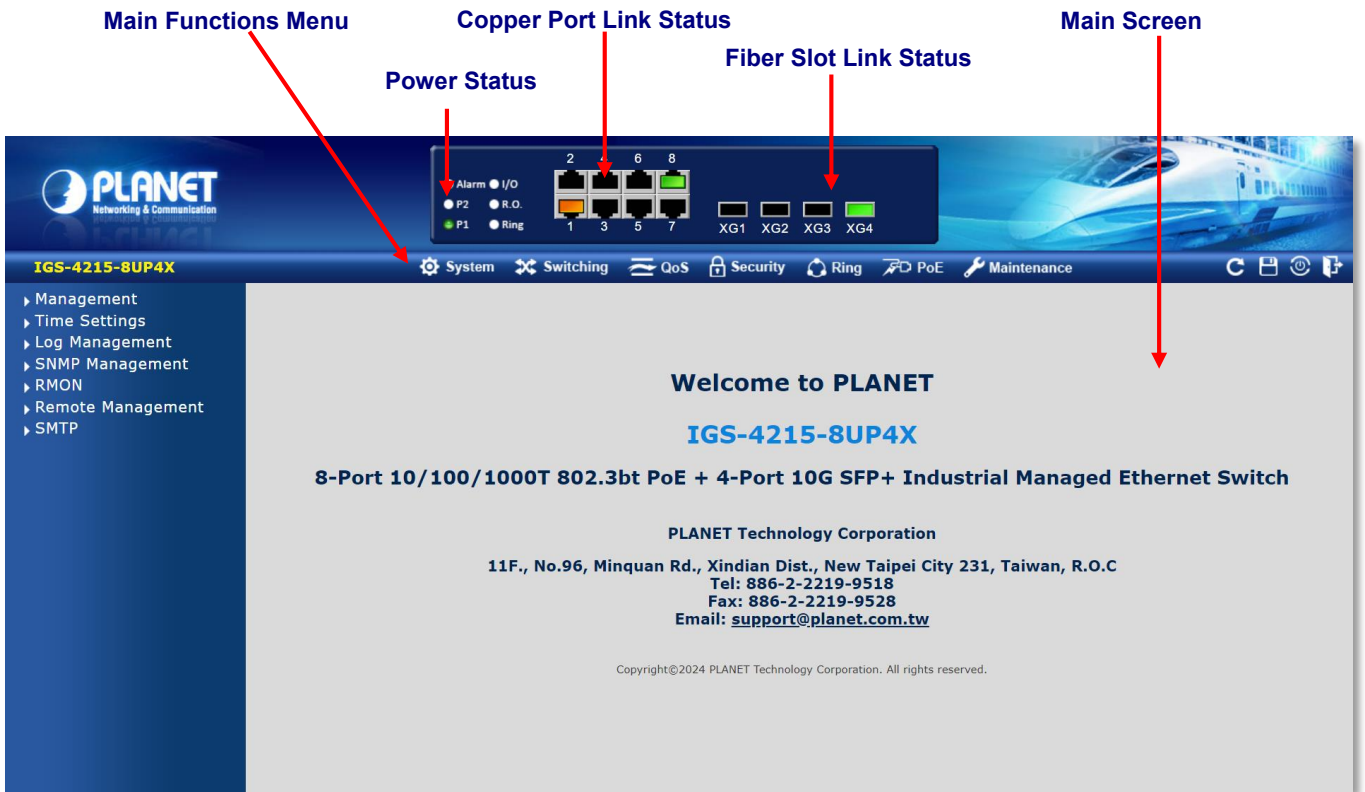 Main Functions Menu
Copper Port Link Status
Main Screen
Fiber Slot Link Status
Power Status
PLANET
Networking & Communication
2 4 6 8
Alarm I/O
P2 R.O.
P1 Ring
1 3 5 7
XG1 XG2 XG3 XG4
IGS-4215-8UP4X
System Switching QoS Security Ring PoE Maintenance
Management
Time Settings
Log Management
SNMP Management
RMON
Remote Management
SMTP
Welcome to PLANET
IGS-4215-8UP4X
8-Port 10/100/1000T 802.3bt PoE + 4-Port 10G SFP+ Industrial Managed Ethernet Switch
PLANET Technology Corporation
11F., No.96, Minquan Rd., Xindian Dist., New Taipei City 231, Taiwan, R.O.C
Tel: 886-2-2219-9518
Fax: 886-2-2219-9528
Email: support@planet.com.tw
Copyright©2024 PLANET Technology Corporation. All rights reserved.